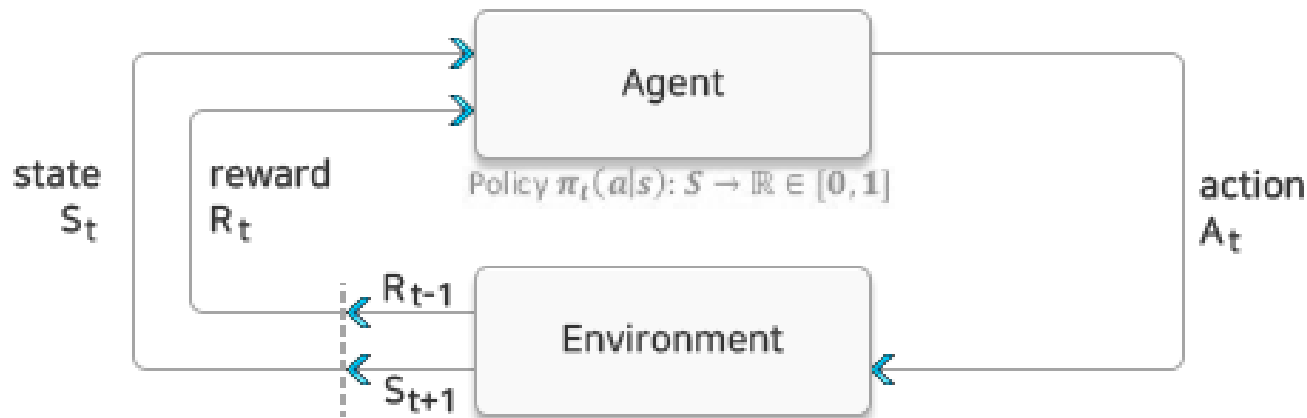 Agent
state
S_t
reward
R_t
Policy π_t(a|s): S → ℝ ∈ [0, 1]
action
A_t
R_t-1
Environment
S_t+1